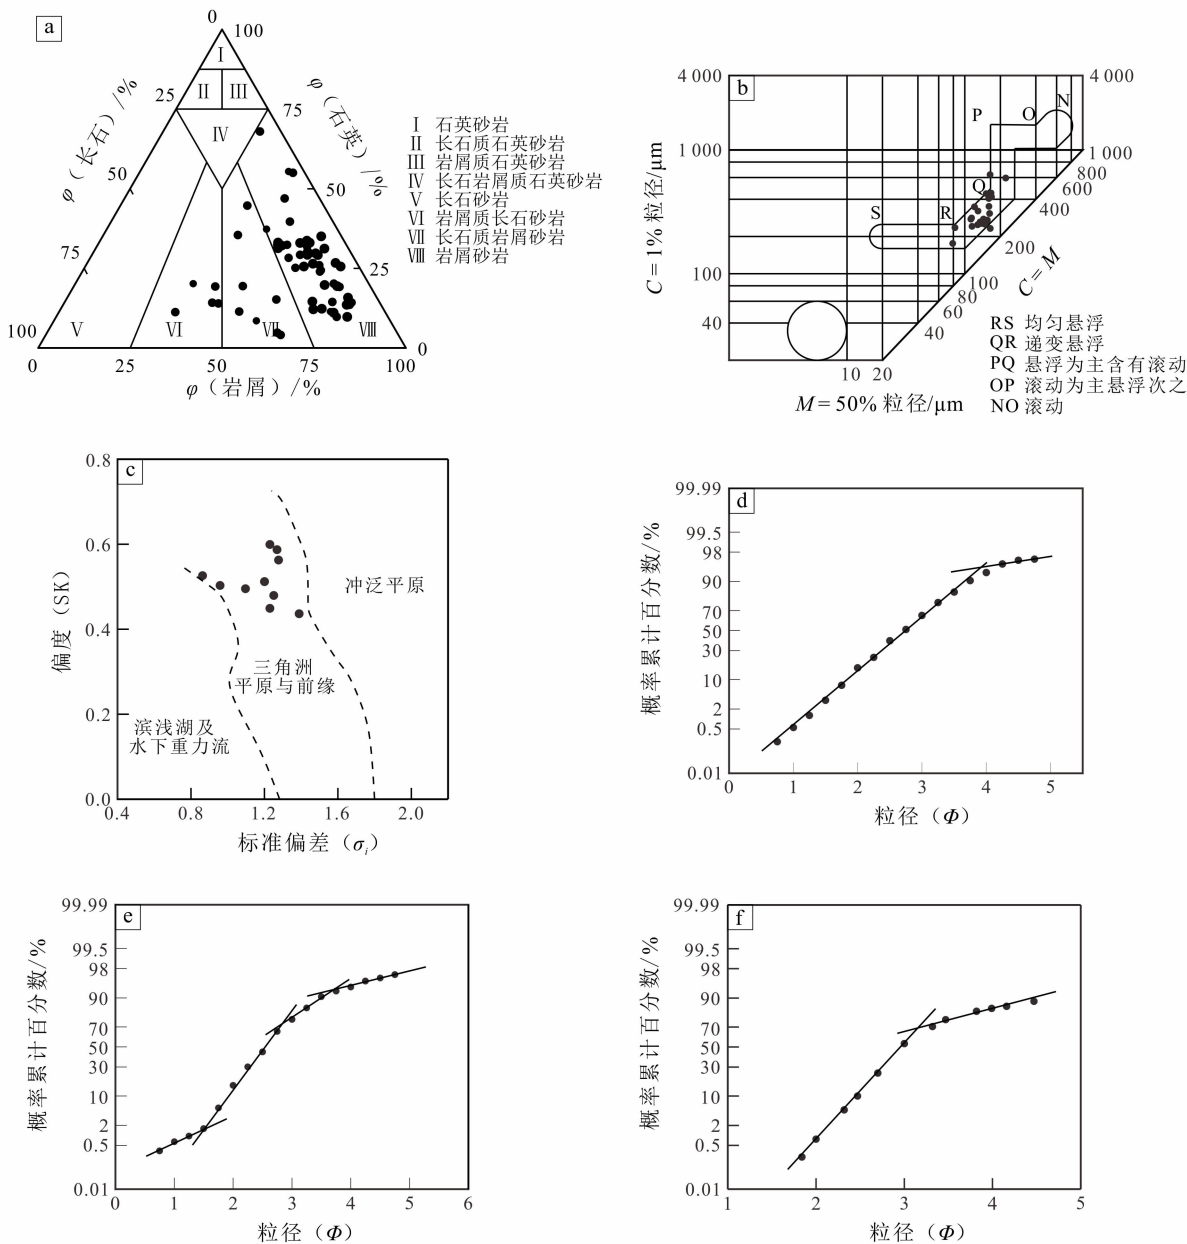 a
0
100
I
II
III
25
75
φ（长石）/%
φ（石英）/%
IV
50
50
75
25
100
V
VI
VII
VIII
0
0
25
50
75
100
φ（岩屑）/%
I 石英砂岩
II 长石质石英砂岩
III 岩屑质石英砂岩
IV 长石岩屑质石英砂岩
V 长石砂岩
VI 岩屑质长石砂岩
VII 长石质岩屑砂岩
VIII 岩屑砂岩
b
4 000
4 000
P
O
N
1 000
1 000
800
600
Q
400
S
R
200
100
100
80
60
40
40
10
20
C=1%粒径/μm
C=M
M=50%粒径/μm
RS 均匀悬浮
QR 递变悬浮
PQ 悬浮为主含有滚动
OP 滚动为主悬浮次之
NO 滚动
c
0.8
0.6
0.4
0.2
0.0
0.4
0.8
1.2
1.6
2.0
偏度（SK）
标准偏差（σi）
冲泛平原
三角洲
平原与前缘
滨浅湖及
水下重力流
d
99.99
99.5
98
90
70
50
30
10
2
0.5
0.01
0
1
2
3
4
5
概率累计百分数/%
粒径（Φ）
e
99.99
99.5
98
90
70
50
30
10
2
0.5
0.01
0
1
2
3
4
5
6
概率累计百分数/%
粒径（Φ）
f
99.99
99.5
98
90
70
50
30
10
2
0.5
0.01
1
2
3
4
5
概率累计百分数/%
粒径（Φ）